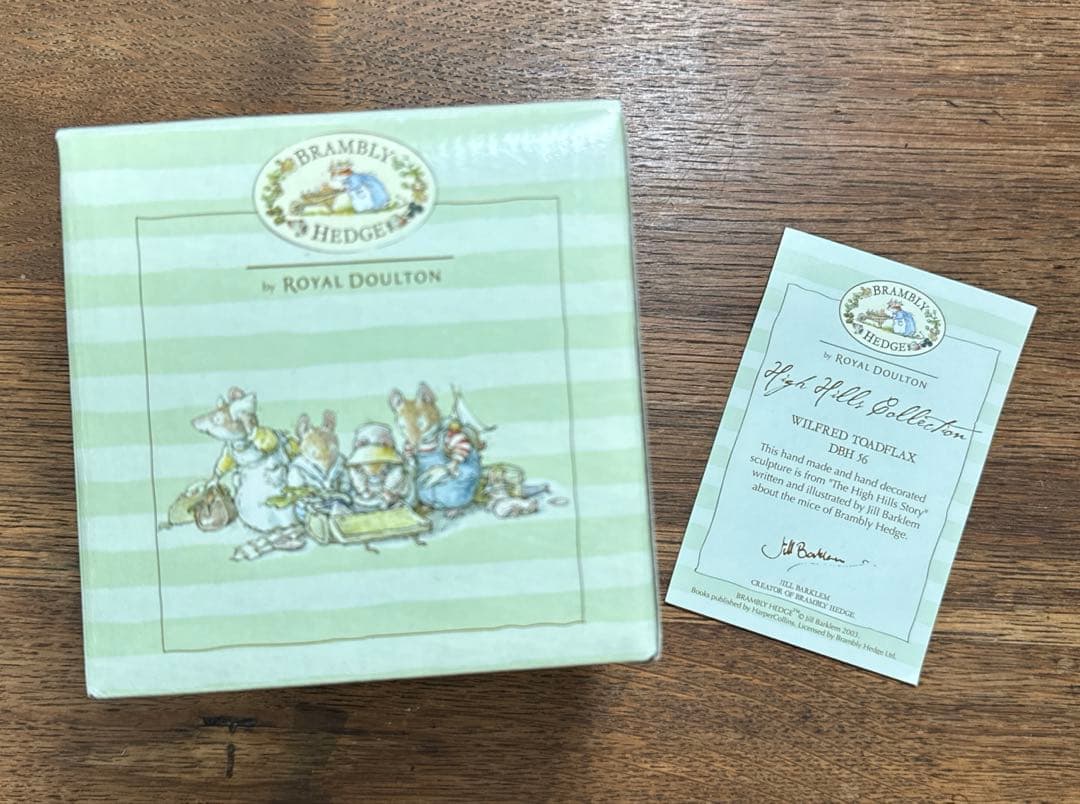 BRAMBLY
HEDGE
by ROYAL DOULTON
BRAMBLY
HEDGE
by ROYAL DOULTON
High Hills Collection
WILFRED TOADFLAX
DBH 56
This hand made and hand decorated
sculpture is from "The High Hills Story"
written and illustrated by Jill Barklem
about the mice of Brambly Hedge.
Jill Barklem
JILL BARKLEM
CREATOR OF BRAMBLY HEDGE
BRAMBLY HEDGE™© Jill Barklem 2003.
Books published by HarperCollins. Licensed by Brambly Hedge Ltd.